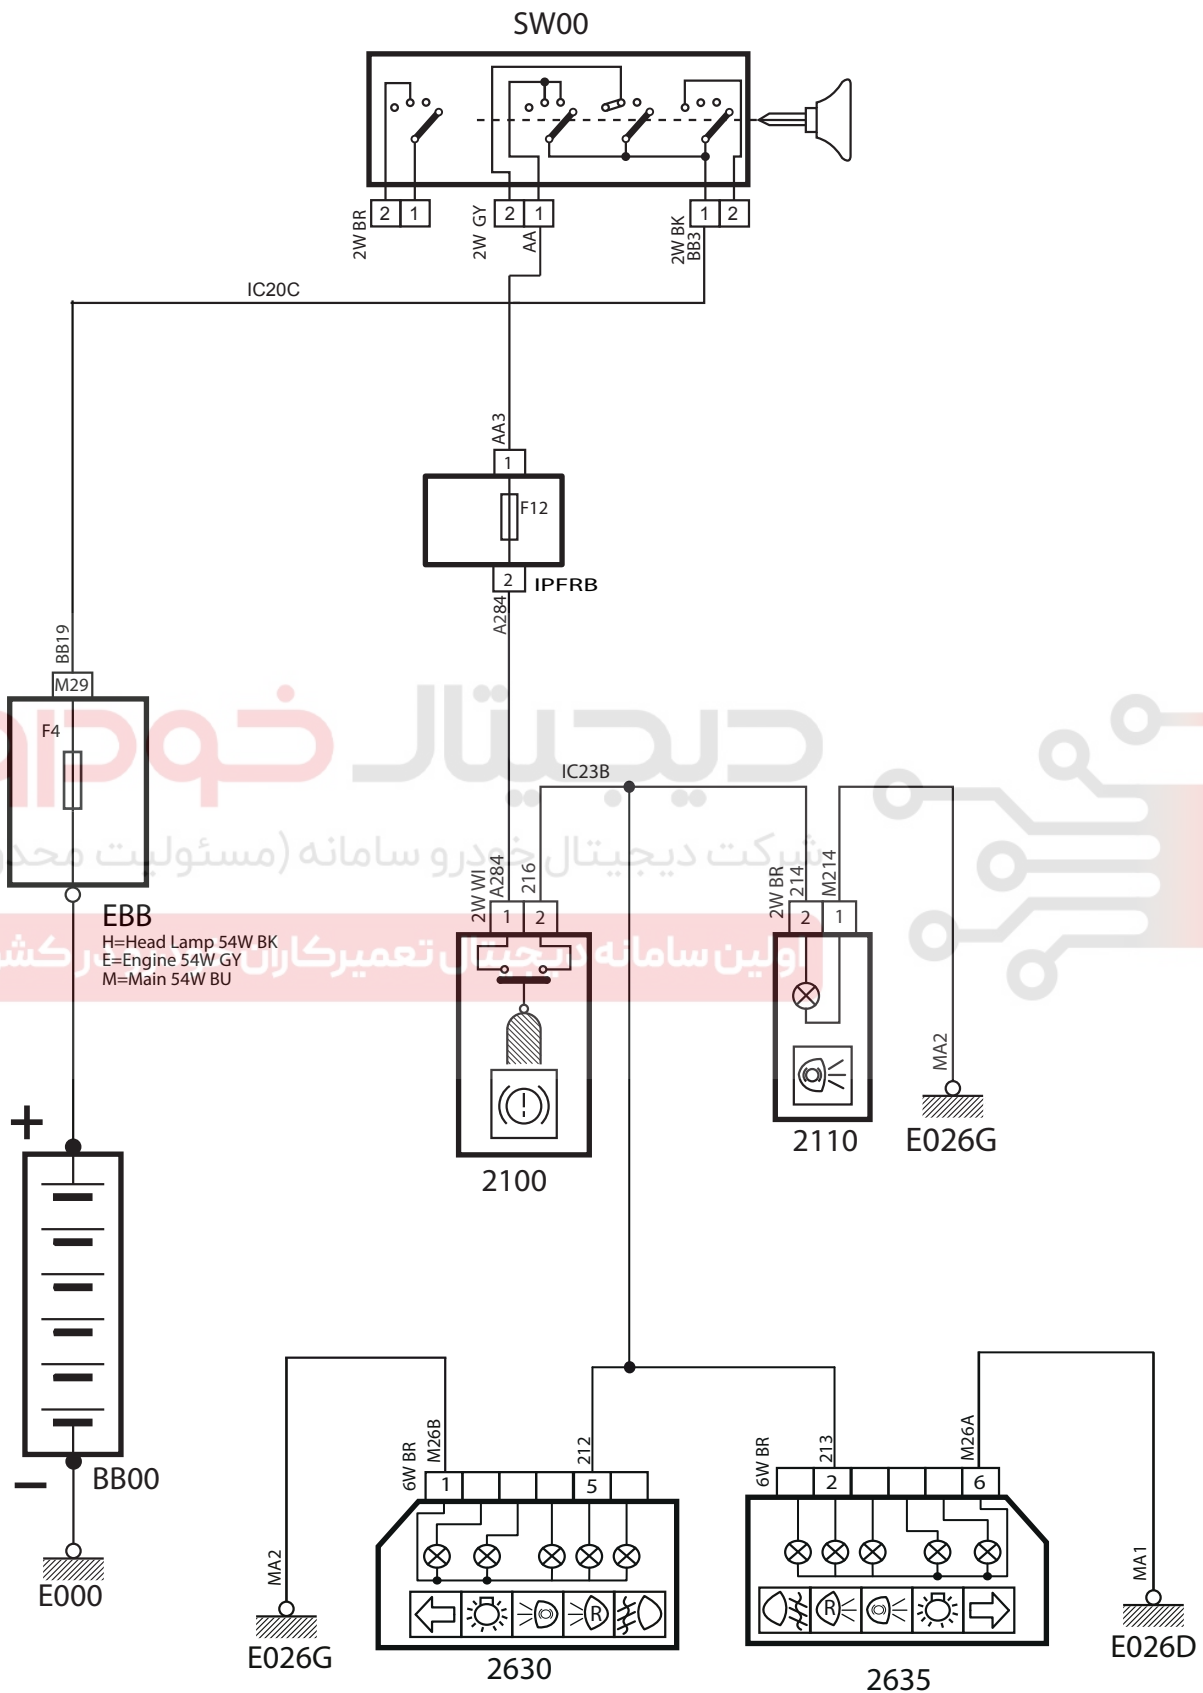 SW00
2W BR
2 1
2W GY
2 1
AA
2W BK
BB3
1 2
IC20C
AA3
1
F12
2
IPFRB
A284
BB19
M29
F4
دیجیتال خودرو
شرکت دیجیتال خودرو سامانه (مسئولیت محدود
اولین سامانه دیجیتال تعمیرکاران خودرو در کشور
EBB
H=Head Lamp 54W BK
E=Engine 54W GY
M=Main 54W BU
IC23B
2W WI
A284
216
1 2
2100
2W BR
214
M214
2 1
2110
MA2
E026G
+
−
BB00
E000
6W BR
M26B
212
1 5
R
2630
MA2
E026G
6W BR
213
M26A
2 6
R
2635
MA1
E026D